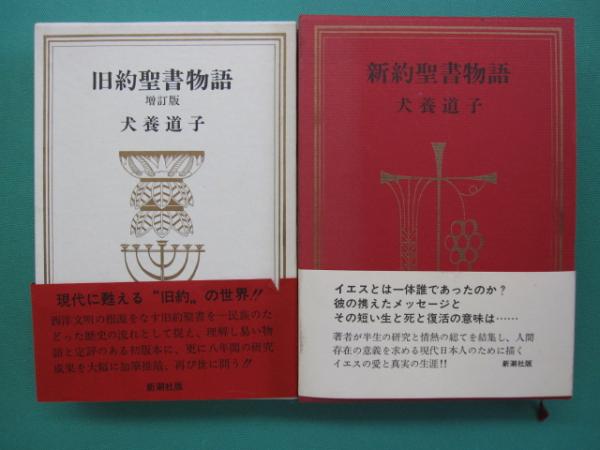 旧約聖書物語
増訂版
犬養道子
現代に甦える〝旧約〟の世界!!
西洋文明の根源をなす旧約聖書を一民族のた
どった歴史の流れとして捉え、理解し易い物
語と定評のある初版本に、更に八年間の研究
成果を大幅に加筆推敲、再び世に問う!!
新潮社版
新約聖書物語
犬養道子
イエスとは一体誰であったのか?
彼の携えたメッセージと
その短い生と死と復活の意味は……
著者が半生の研究と情熱の総てを結集し、人間
存在の意義を求める現代日本人のために描く
イエスの愛と真実の生涯!!
新潮社版